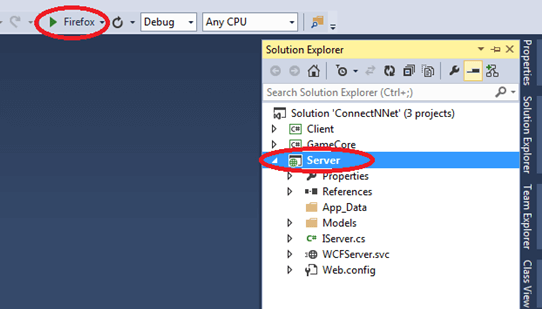 Firefox Debug Any CPU
Solution Explorer
Search Solution Explorer (Ctrl+;)
Solution 'ConnectNNet' (3 projects)
Client
GameCore
Server
Properties
References
App_Data
Models
IServer.cs
WCFServer.svc
Web.config
Properties
Solution Explorer
Team Explorer
Class View